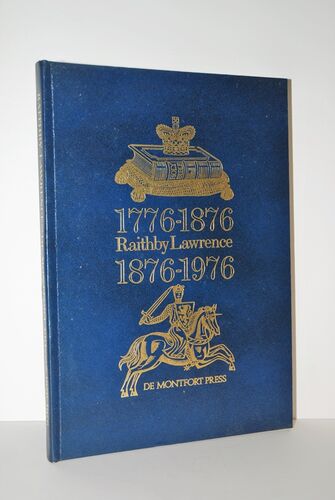 1776-1876
Raithby Lawrence
1876-1976
DE MONTFORT PRESS